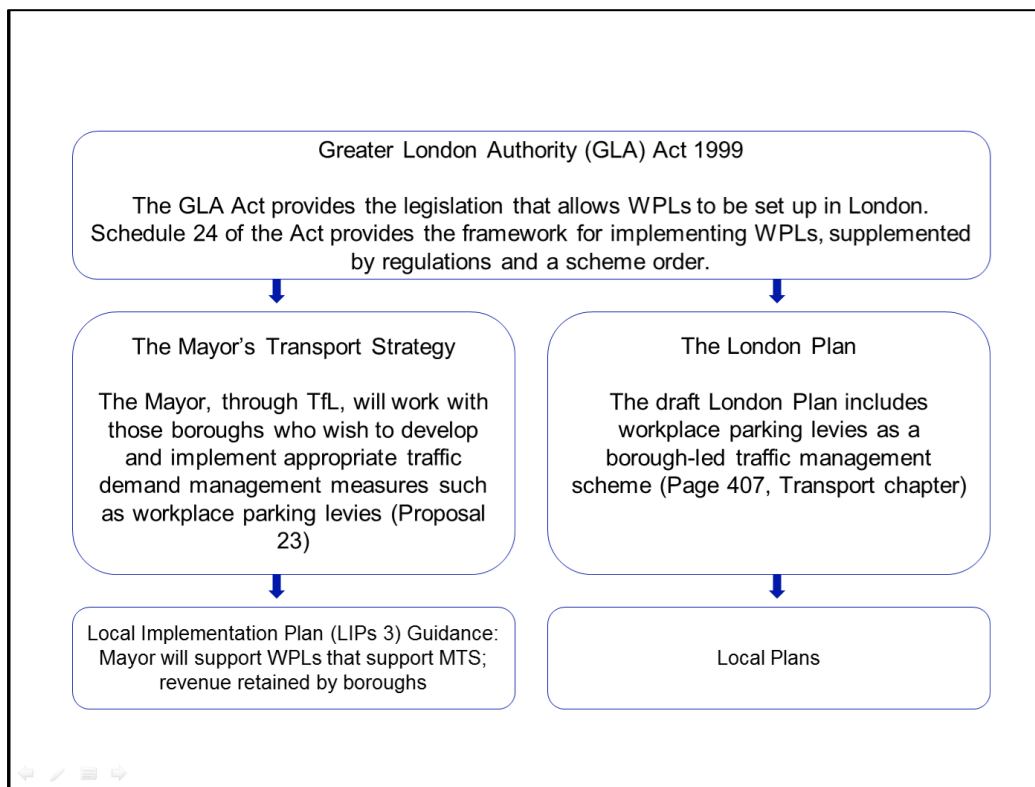 Greater London Authority (GLA) Act 1999
The GLA Act provides the legislation that allows WPLs to be set up in London.
Schedule 24 of the Act provides the framework for implementing WPLs, supplemented
by regulations and a scheme order.
The Mayor’s Transport Strategy
The Mayor, through TfL, will work with
those boroughs who wish to develop
and implement appropriate traffic
demand management measures such
as workplace parking levies (Proposal
23)
The London Plan
The draft London Plan includes
workplace parking levies as a
borough-led traffic management
scheme (Page 407, Transport chapter)
Local Implementation Plan (LIPs 3) Guidance:
Mayor will support WPLs that support MTS;
revenue retained by boroughs
Local Plans